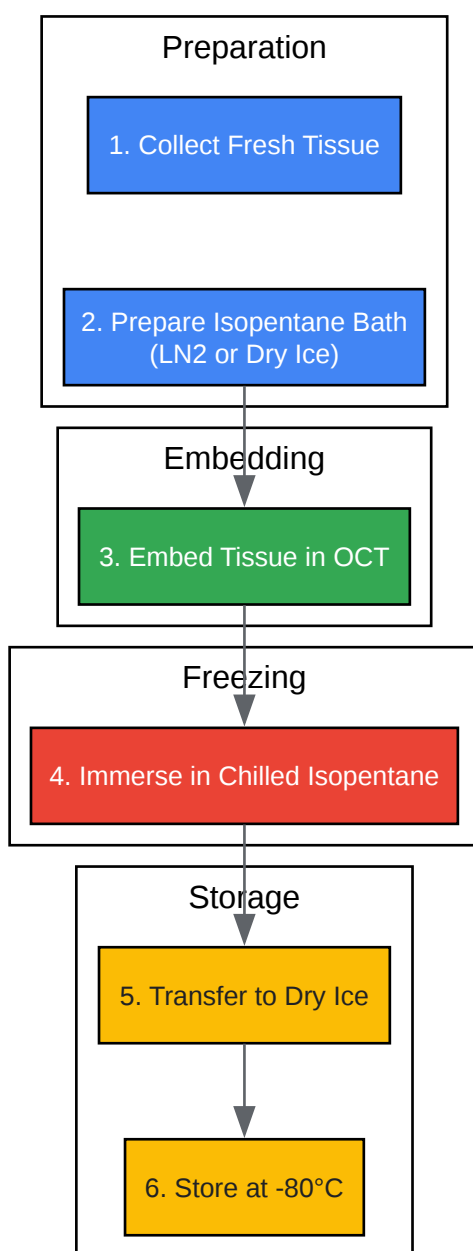 Preparation
1. Collect Fresh Tissue
2. Prepare Isopentane Bath
(LN2 or Dry Ice)
Embedding
3. Embed Tissue in OCT
Freezing
4. Immerse in Chilled Isopentane
Storage
5. Transfer to Dry Ice
6. Store at -80°C